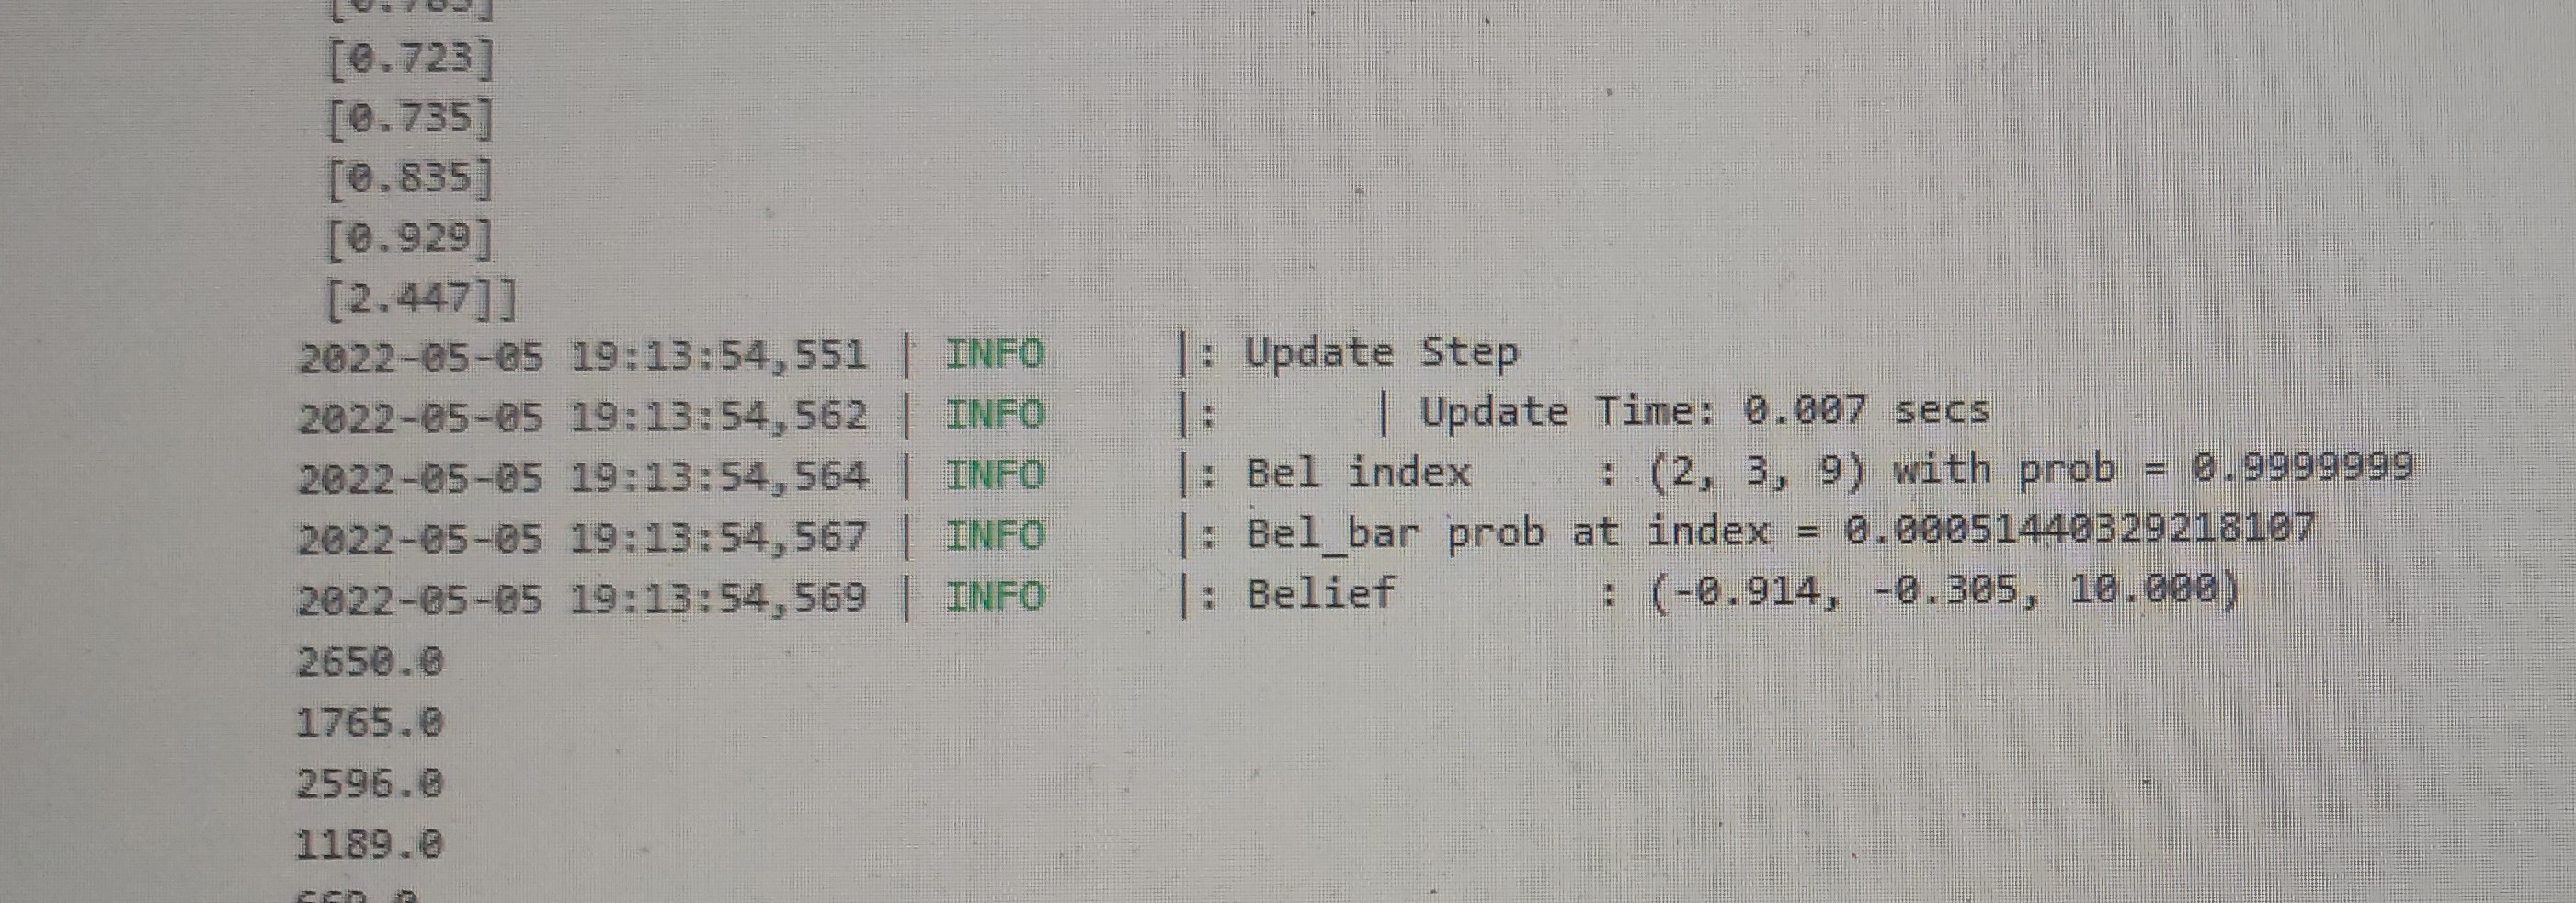 [0.723]
[0.735]
[0.835]
[0.929]
[2.447]]
2022-05-05 19:13:54,551 | INFO     |: Update Step
2022-05-05 19:13:54,562 | INFO     |:      | Update Time: 0.007 secs
2022-05-05 19:13:54,564 | INFO     |: Bel index     : (2, 3, 9) with prob = 0.9999999
2022-05-05 19:13:54,567 | INFO     |: Bel_bar prob at index = 0.00051440329218107
2022-05-05 19:13:54,569 | INFO     |: Belief        : (-0.914, -0.305, 10.000)
2650.0
1765.0
2596.0
1189.0